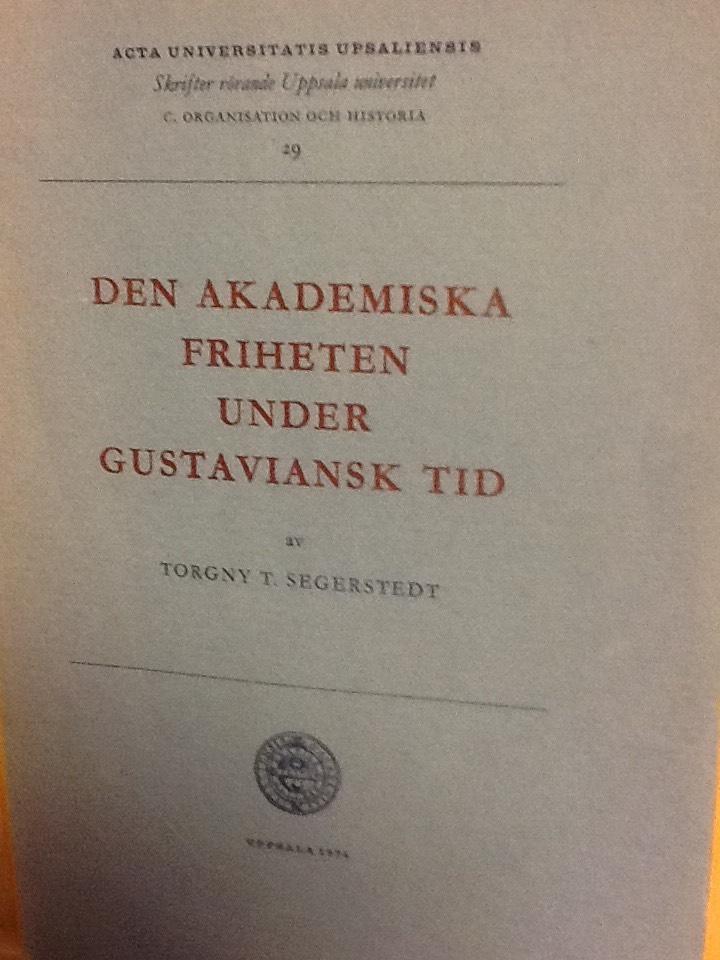 ACTA UNIVERSITATIS UPSALIENSIS
Skrifter rörande Uppsala universitet
C. ORGANISATION OCH HISTORIA
29
DEN AKADEMISKA
FRIHETEN
UNDER
GUSTAVIANSK TID
av
TORGNY T. SEGERSTEDT
UPPSALA 1974